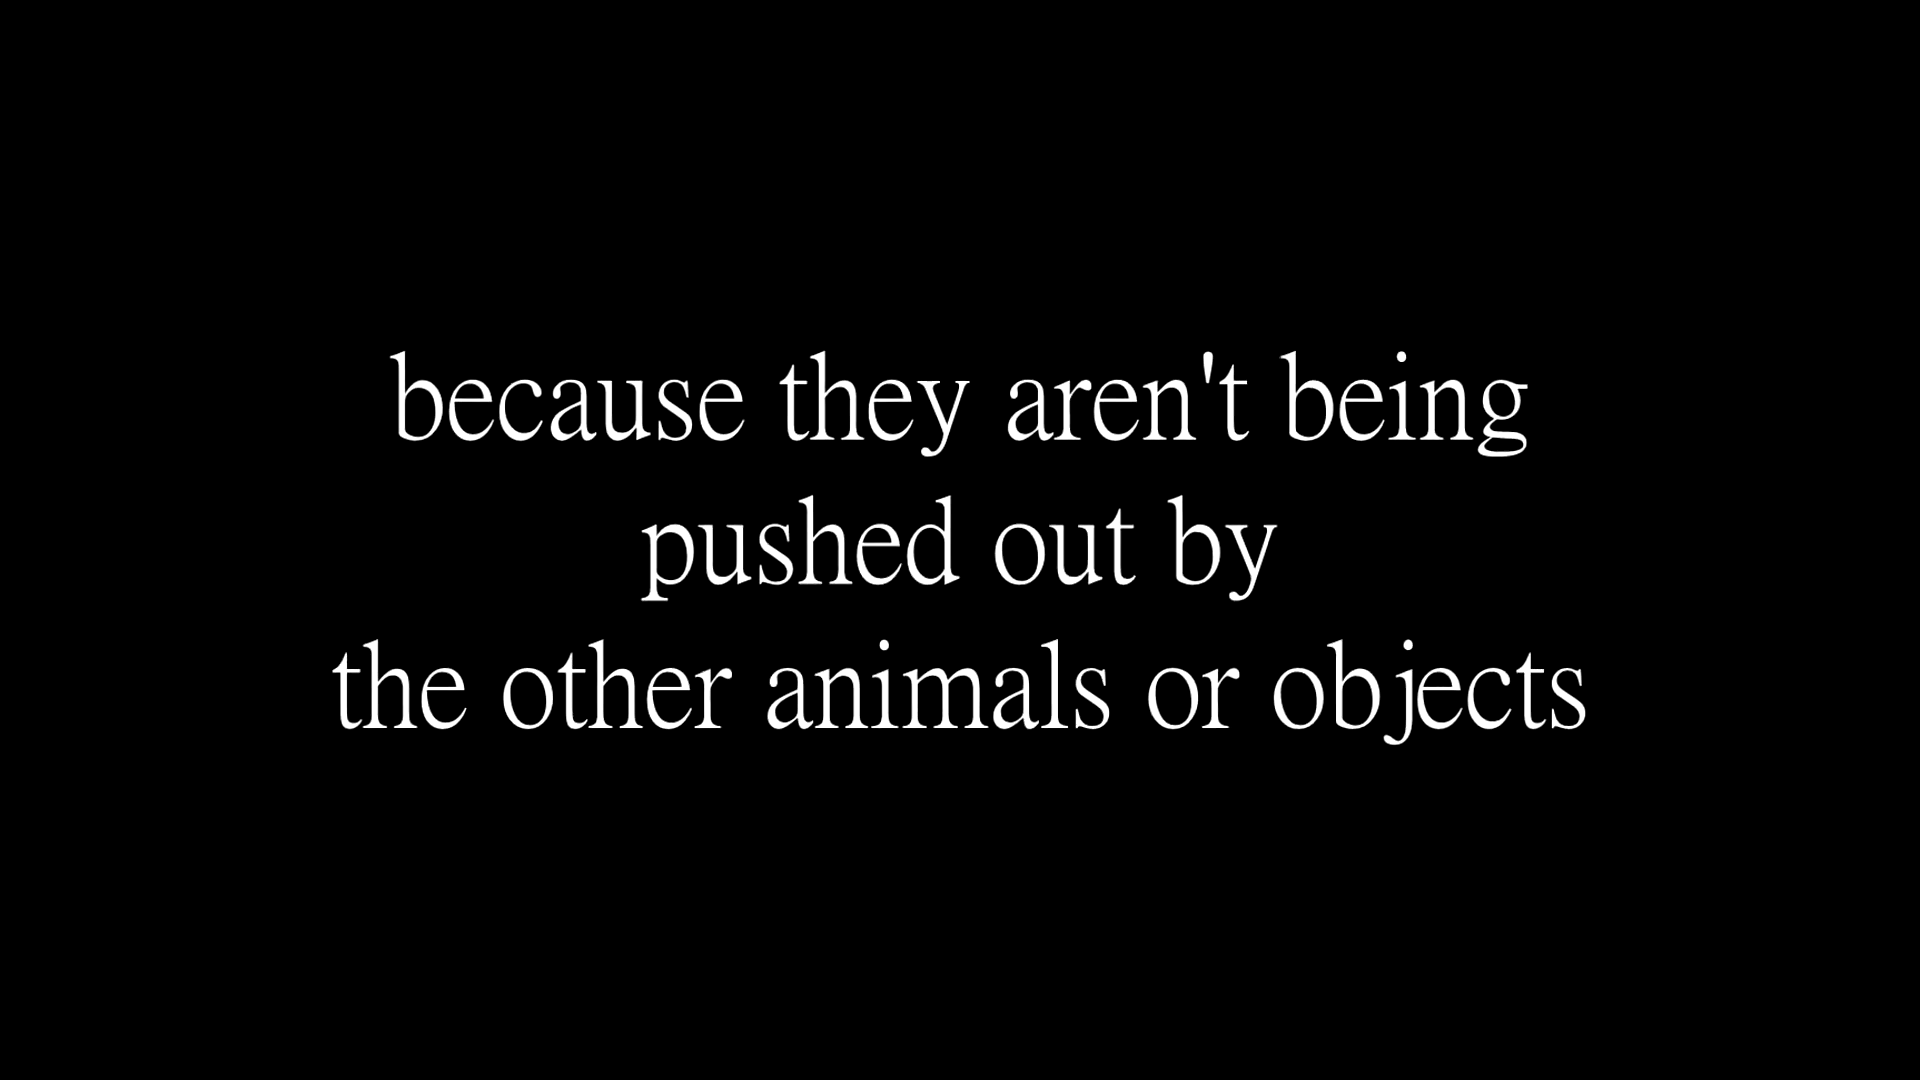 because they aren't being
pushed out by
the other animals or objects